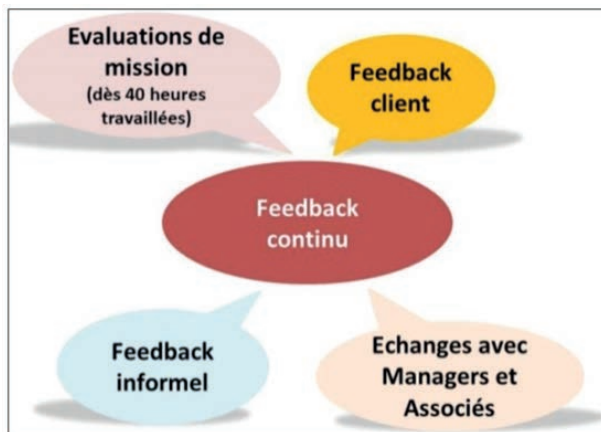 Evaluations de
mission
(dès 40 heures
travaillées)
Feedback
client
Feedback
continu
Feedback
informel
Echanges avec
Managers et
Associés